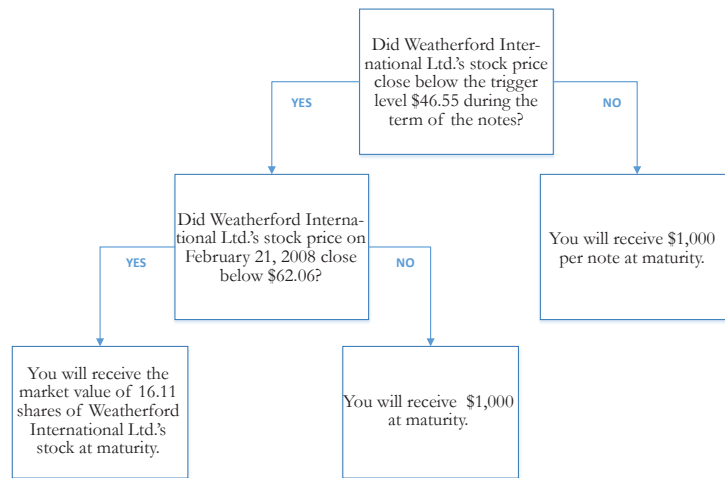 Did Weatherford Inter-
national Ltd.'s stock price
close below the trigger
level $46.55 during the
term of the notes?
YES
NO
Did Weatherford Interna-
tional Ltd.'s stock price on
February 21, 2008 close
below $62.06?
You will receive $1,000
per note at maturity.
YES
NO
You will receive the
market value of 16.11
shares of Weatherford
International Ltd.'s
stock at maturity.
You will receive $1,000
at maturity.